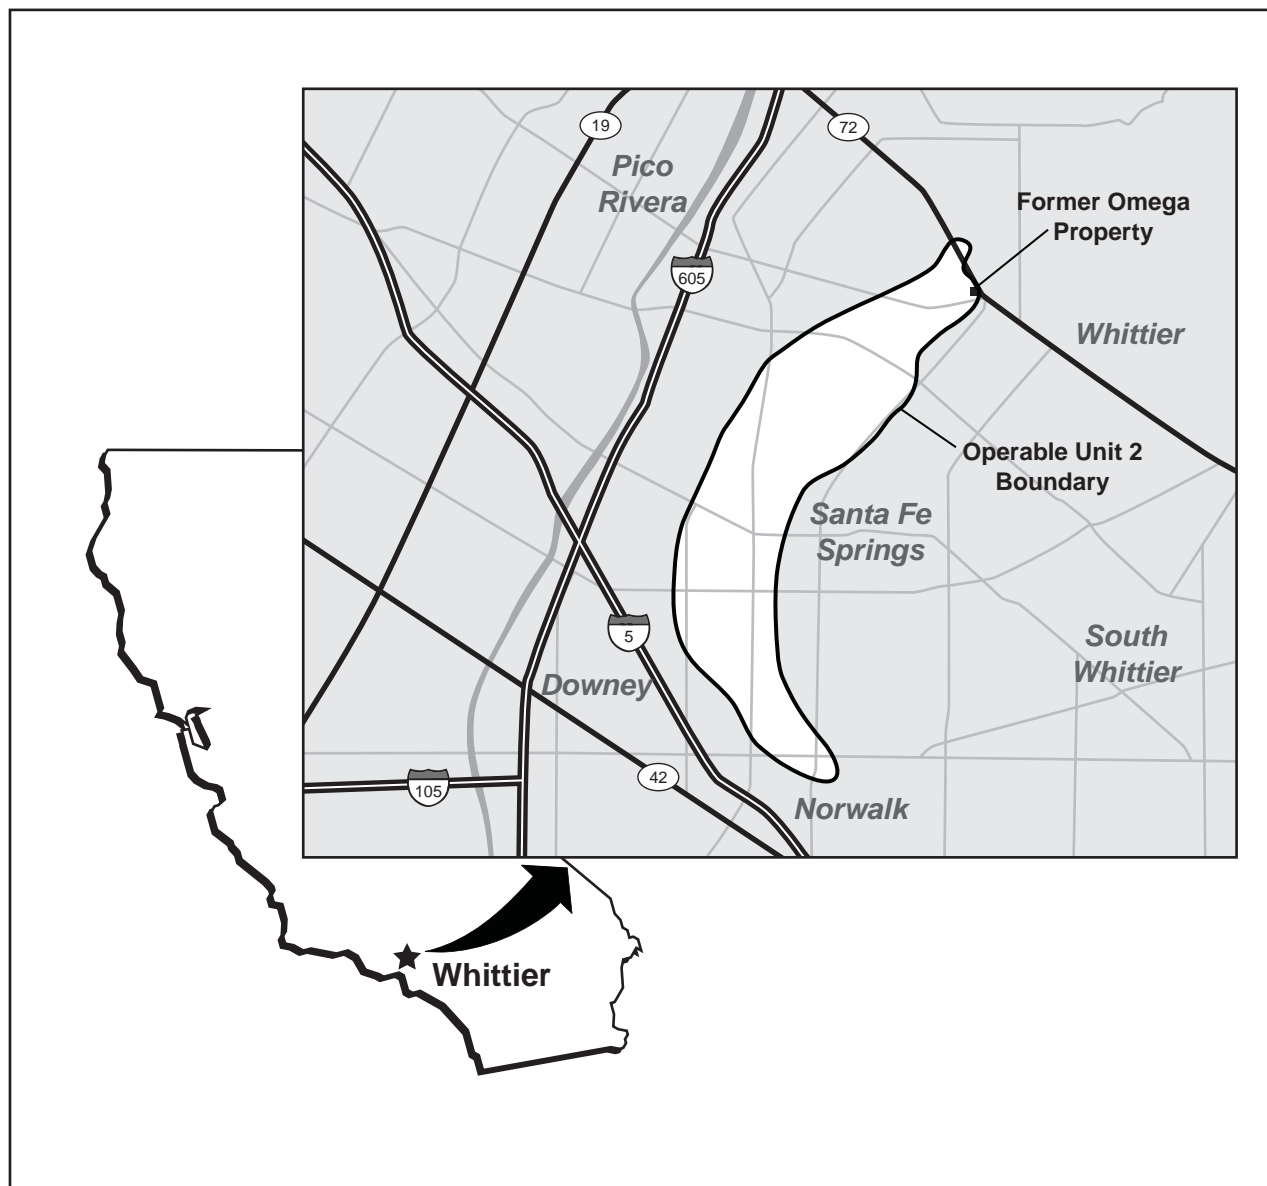 19
72
Pico
Rivera
Former Omega
Property
605
Whittier
Operable Unit 2
Boundary
Santa Fe
Springs
5
South
Whittier
Downey
42
105
Norwalk
Whittier